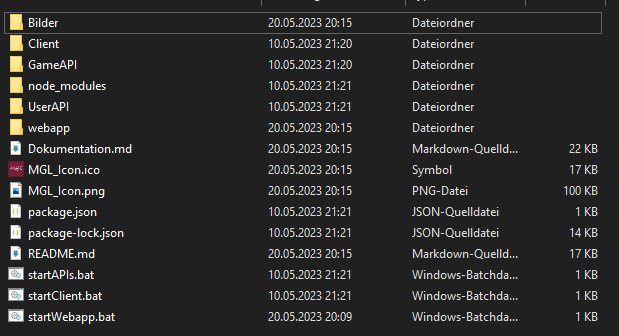 Bilder 20.05.2023 20:15 Dateiordner
Client 10.05.2023 21:20 Dateiordner
GameAPI 10.05.2023 21:20 Dateiordner
node_modules 10.05.2023 21:21 Dateiordner
UserAPI 10.05.2023 21:21 Dateiordner
webapp 20.05.2023 20:15 Dateiordner
Dokumentation.md 20.05.2023 20:15 Markdown-Quelld... 22 KB
MGL_Icon.ico 20.05.2023 20:15 Symbol 17 KB
MGL_Icon.png 20.05.2023 20:15 PNG-Datei 100 KB
package.json 10.05.2023 21:21 JSON-Quelldatei 1 KB
package-lock.json 10.05.2023 21:21 JSON-Quelldatei 14 KB
README.md 20.05.2023 20:15 Markdown-Quelld... 17 KB
startAPIs.bat 10.05.2023 21:21 Windows-Batchda... 1 KB
startClient.bat 10.05.2023 21:21 Windows-Batchda... 1 KB
startWebapp.bat 20.05.2023 20:09 Windows-Batchda... 1 KB